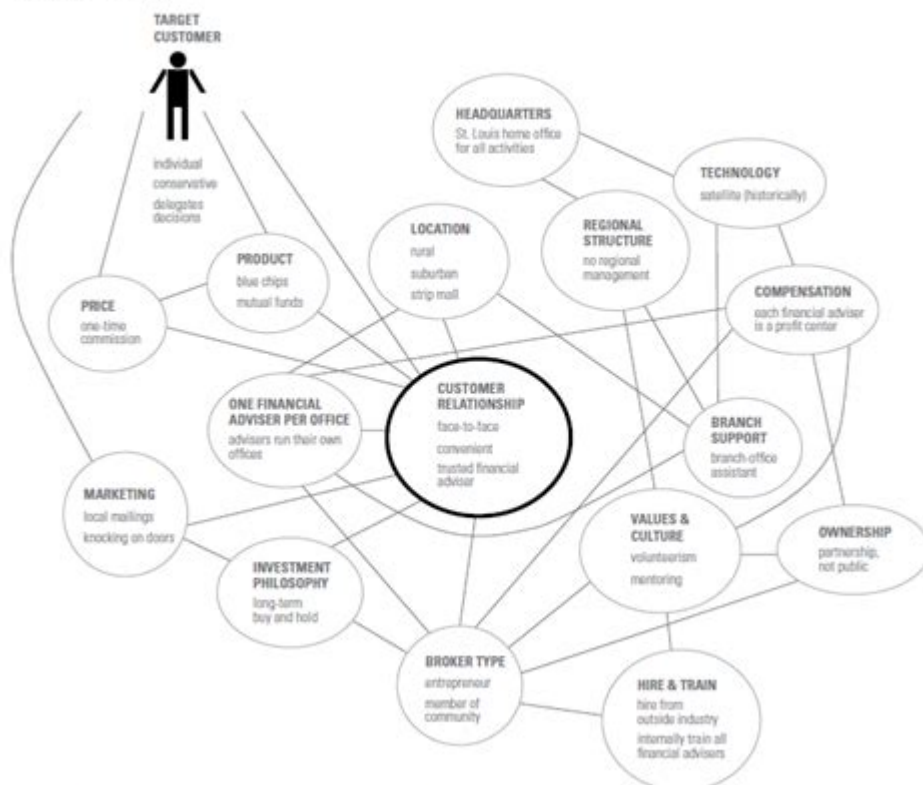 TARGET
CUSTOMER
individual
conservative
delegates
decisions
HEADQUARTERS
St. Louis home office
for all activities
TECHNOLOGY
satellite (historically)
LOCATION
rural
suburban
strip mall
REGIONAL
STRUCTURE
no regional
management
PRODUCT
blue chips
mutual funds
PRICE
one-time
commission
COMPENSATION
each financial adviser
is a profit center
CUSTOMER
RELATIONSHIP
face-to-face
convenient
trusted financial
adviser
ONE FINANCIAL
ADVISER PER OFFICE
advisers run their own
offices
BRANCH
SUPPORT
branch-office
assistant
MARKETING
local mailings
knocking on doors
VALUES &
CULTURE
volunteerism
mentoring
OWNERSHIP
partnership,
not public
INVESTMENT
PHILOSOPHY
long-term
buy and hold
BROKER TYPE
entrepreneur
member of
community
HIRE & TRAIN
hire from
outside industry
internally train all
financial advisers